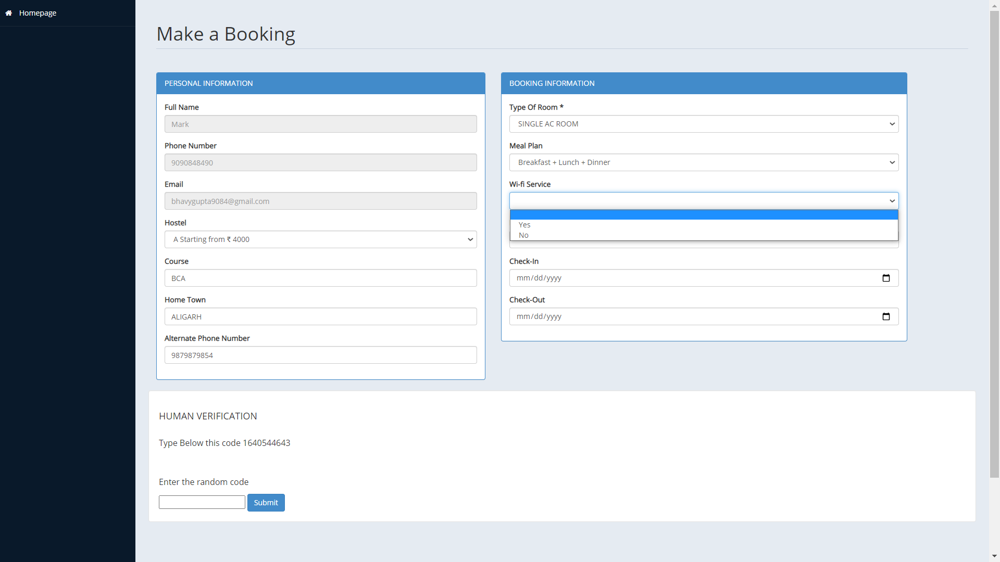 Homepage
Make a Booking
PERSONAL INFORMATION
Full Name
Mark
Phone Number
9090848490
Email
bhavygupta9084@gmail.com
Hostel
A Starting from ₹ 4000
Course
BCA
Home Town
ALIGARH
Alternate Phone Number
9879879854
BOOKING INFORMATION
Type Of Room *
SINGLE AC ROOM
Meal Plan
Breakfast + Lunch + Dinner
Wi-fi Service
Yes
No
Check-In
mm/dd/yyyy
Check-Out
mm/dd/yyyy
HUMAN VERIFICATION
Type Below this code 1640544643
Enter the random code
Submit